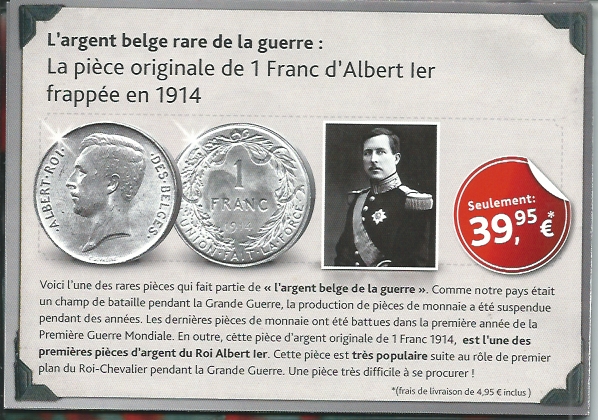 L'argent belge rare de la guerre :
La pièce originale de 1 Franc d'Albert Ier
frappée en 1914
ALBERT·ROI· ·DES·BELGES
1
FRANC
1914
L'UNION·FAIT·LA·FORCE
Seulement:
39,95 €*
Voici l'une des rares pièces qui fait partie de « l'argent belge de la guerre ». Comme notre pays était
un champ de bataille pendant la Grande Guerre, la production de pièces de monnaie a été suspendue
pendant des années. Les dernières pièces de monnaie ont été battues dans la première année de la
Première Guerre Mondiale. En outre, cette pièce d'argent originale de 1 Franc 1914, est l'une des
premières pièces d'argent du Roi Albert Ier. Cette pièce est très populaire suite au rôle de premier
plan du Roi-Chevalier pendant la Grande Guerre. Une pièce très difficile à se procurer !
*(frais de livraison de 4,95 € inclus)